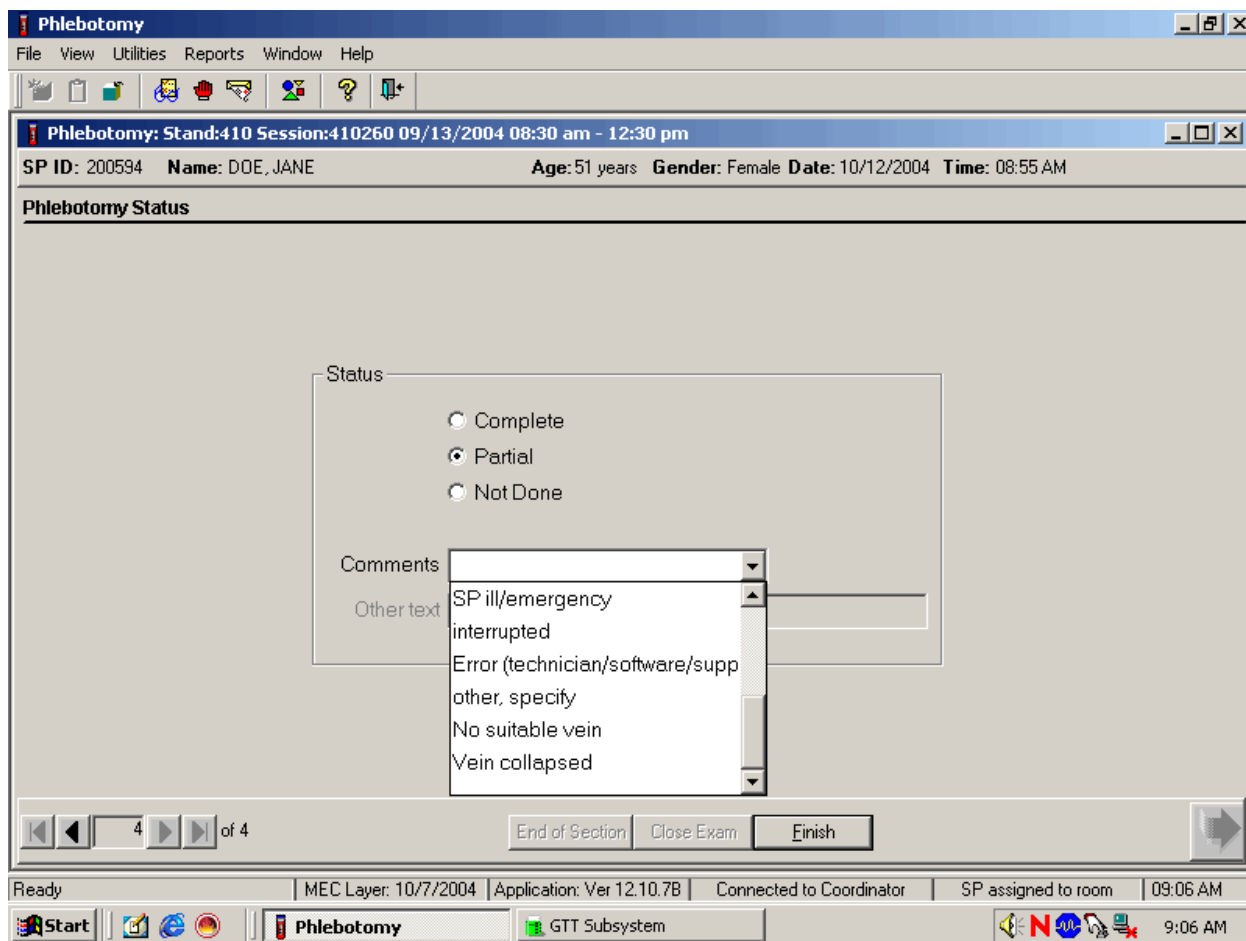 Phlebotomy
File View Utilities Reports Window Help
Phlebotomy: Stand:410 Session:410260 09/13/2004 08:30 am - 12:30 pm
SP ID: 200594 Name: DOE, JANE Age: 51 years Gender: Female Date: 10/12/2004 Time: 08:55 AM
Phlebotomy Status
Status
Complete
Partial
Not Done
Comments
Other text
SP ill/emergency
interrupted
Error (technician/software/supp
other, specify
No suitable vein
Vein collapsed
4 of 4 End of Section Close Exam Finish
Ready MEC Layer: 10/7/2004 Application: Ver 12.10.7B Connected to Coordinator SP assigned to room 09:06 AM
Start Phlebotomy GTT Subsystem N 9:06 AM